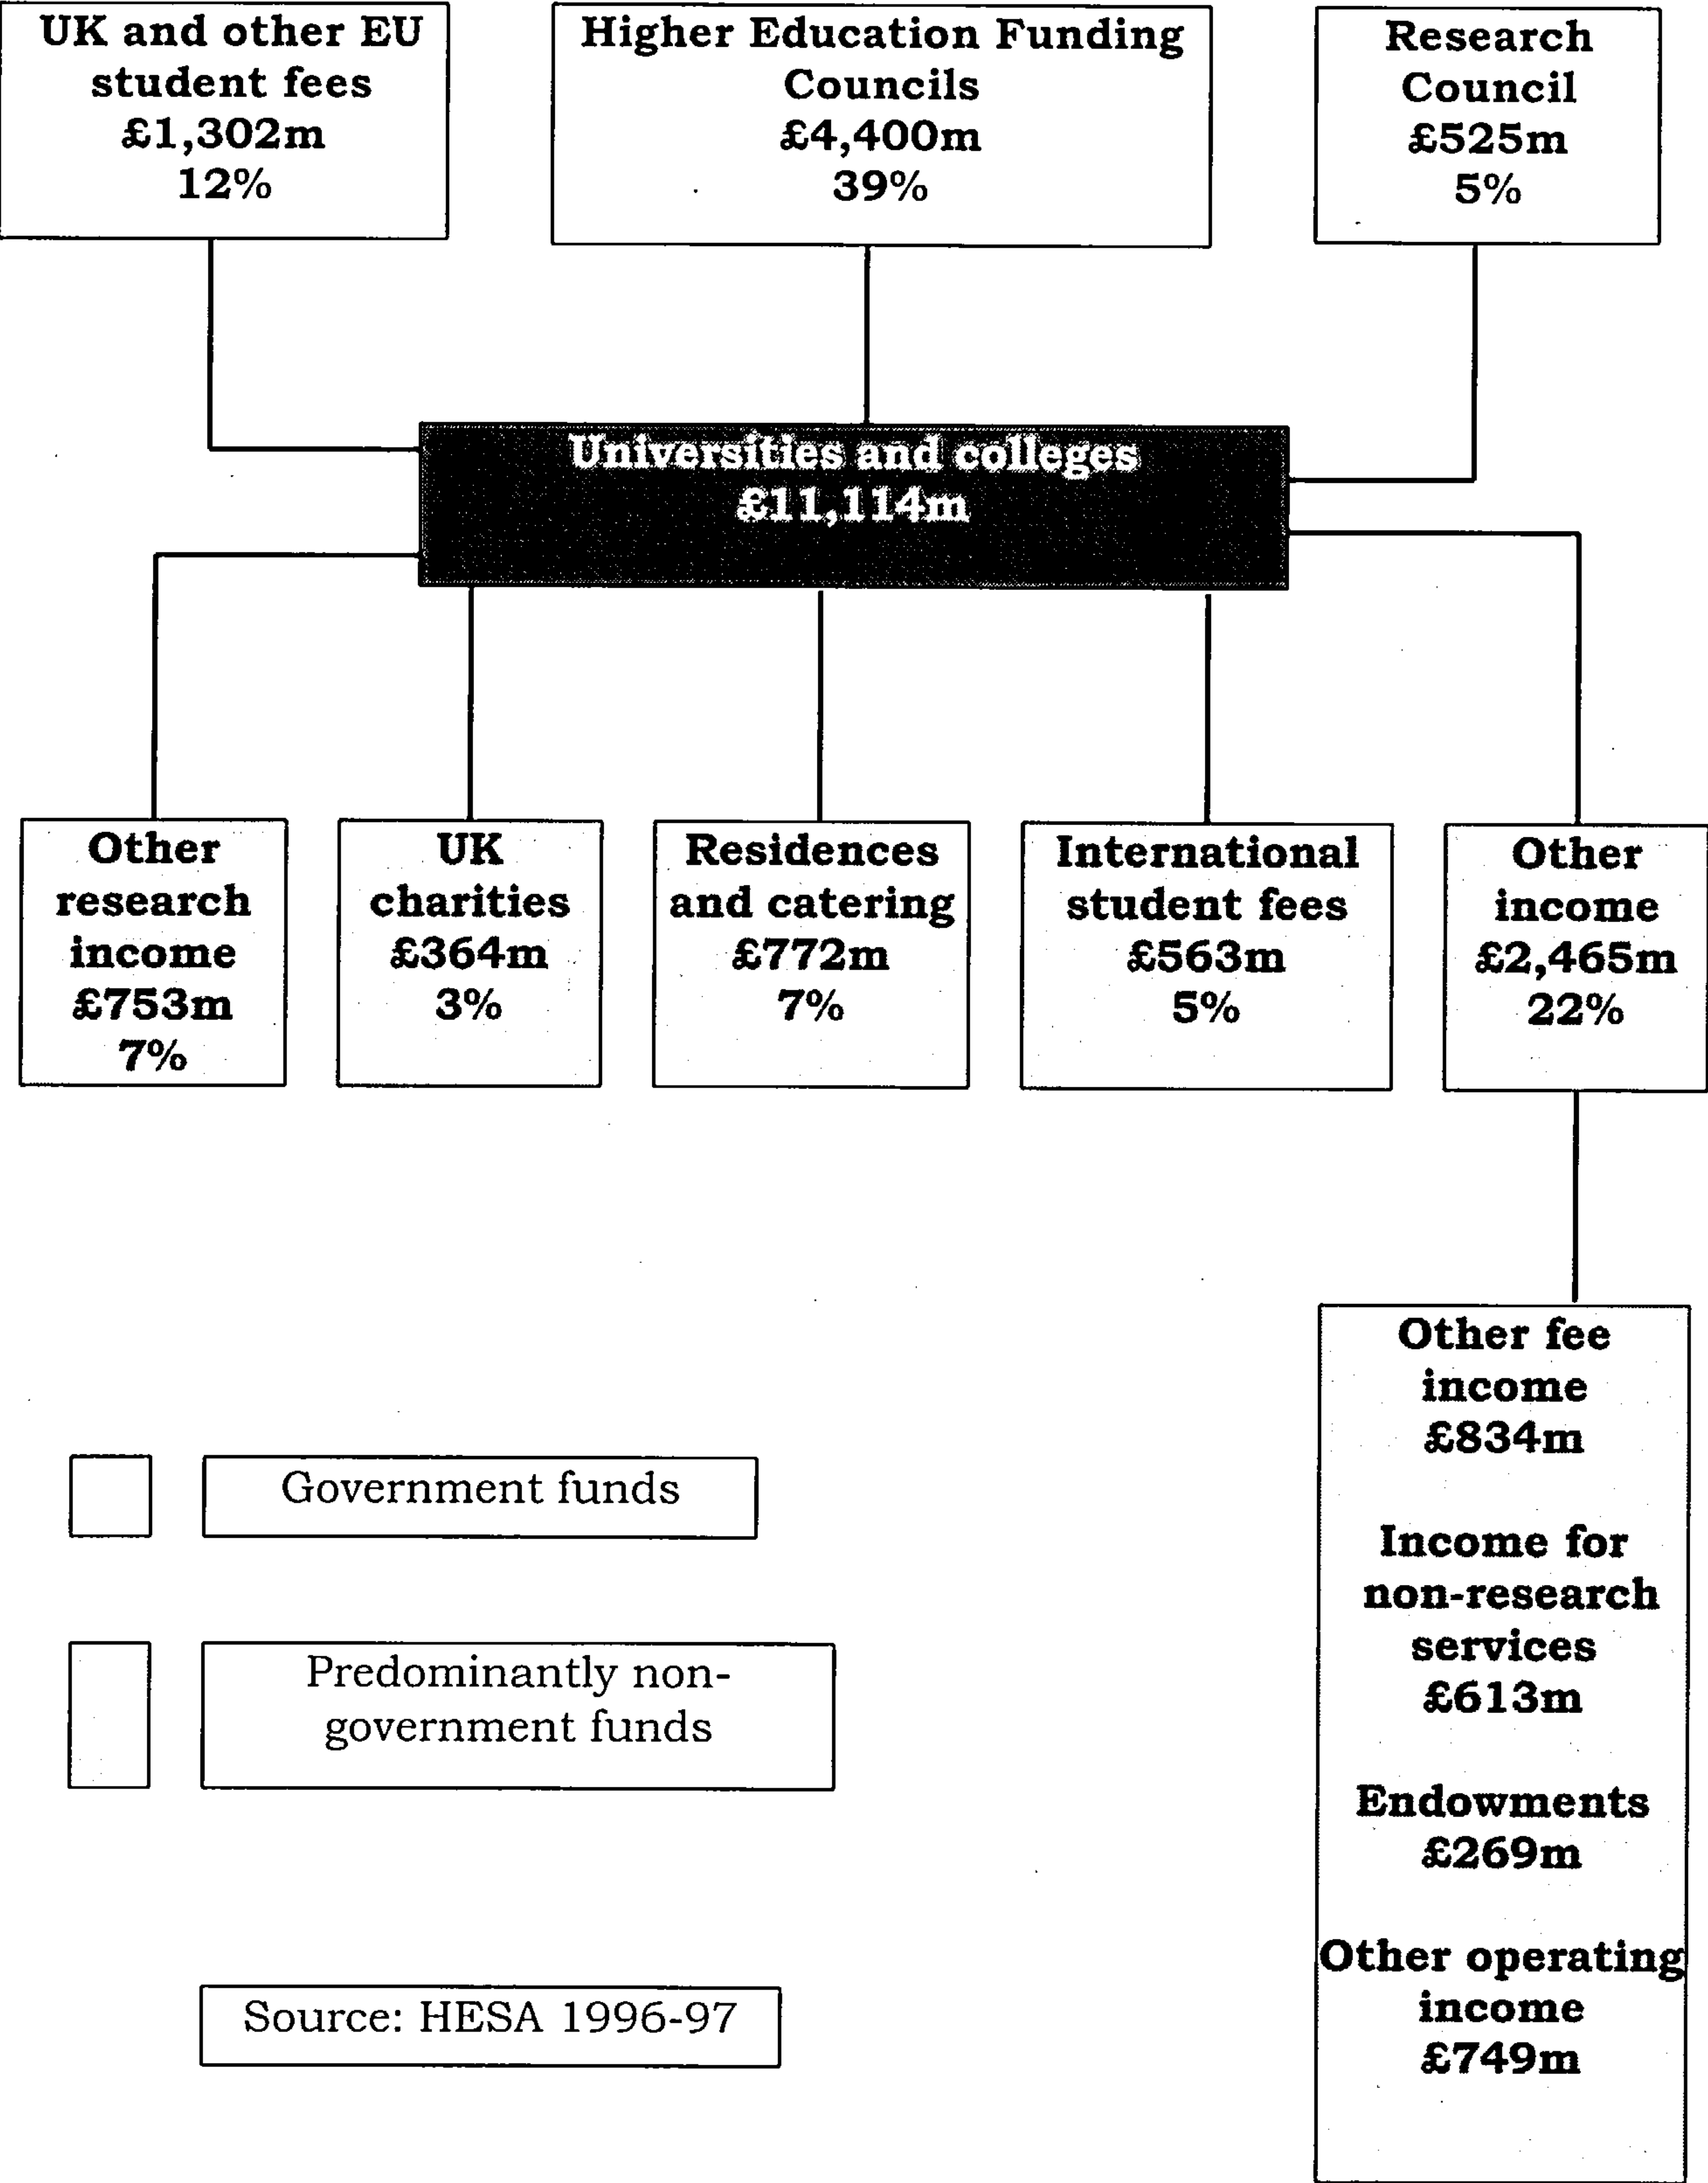 UK and other EU
student fees
£1,302m
12%
Higher Education Funding
Councils
£4,400m
39%
Research
Council
£525m
5%
Universities and colleges
£11,114m
Other
research
income
£753m
7%
UK
charities
£364m
3%
Residences
and catering
£772m
7%
International
student fees
£563m
5%
Other
income
£2,465m
22%
Other fee
income
£834m
Income for
non-research
services
£613m
Endowments
£269m
Other operating
income
£749m
Government funds
Predominantly non-
government funds
Source: HESA 1996-97